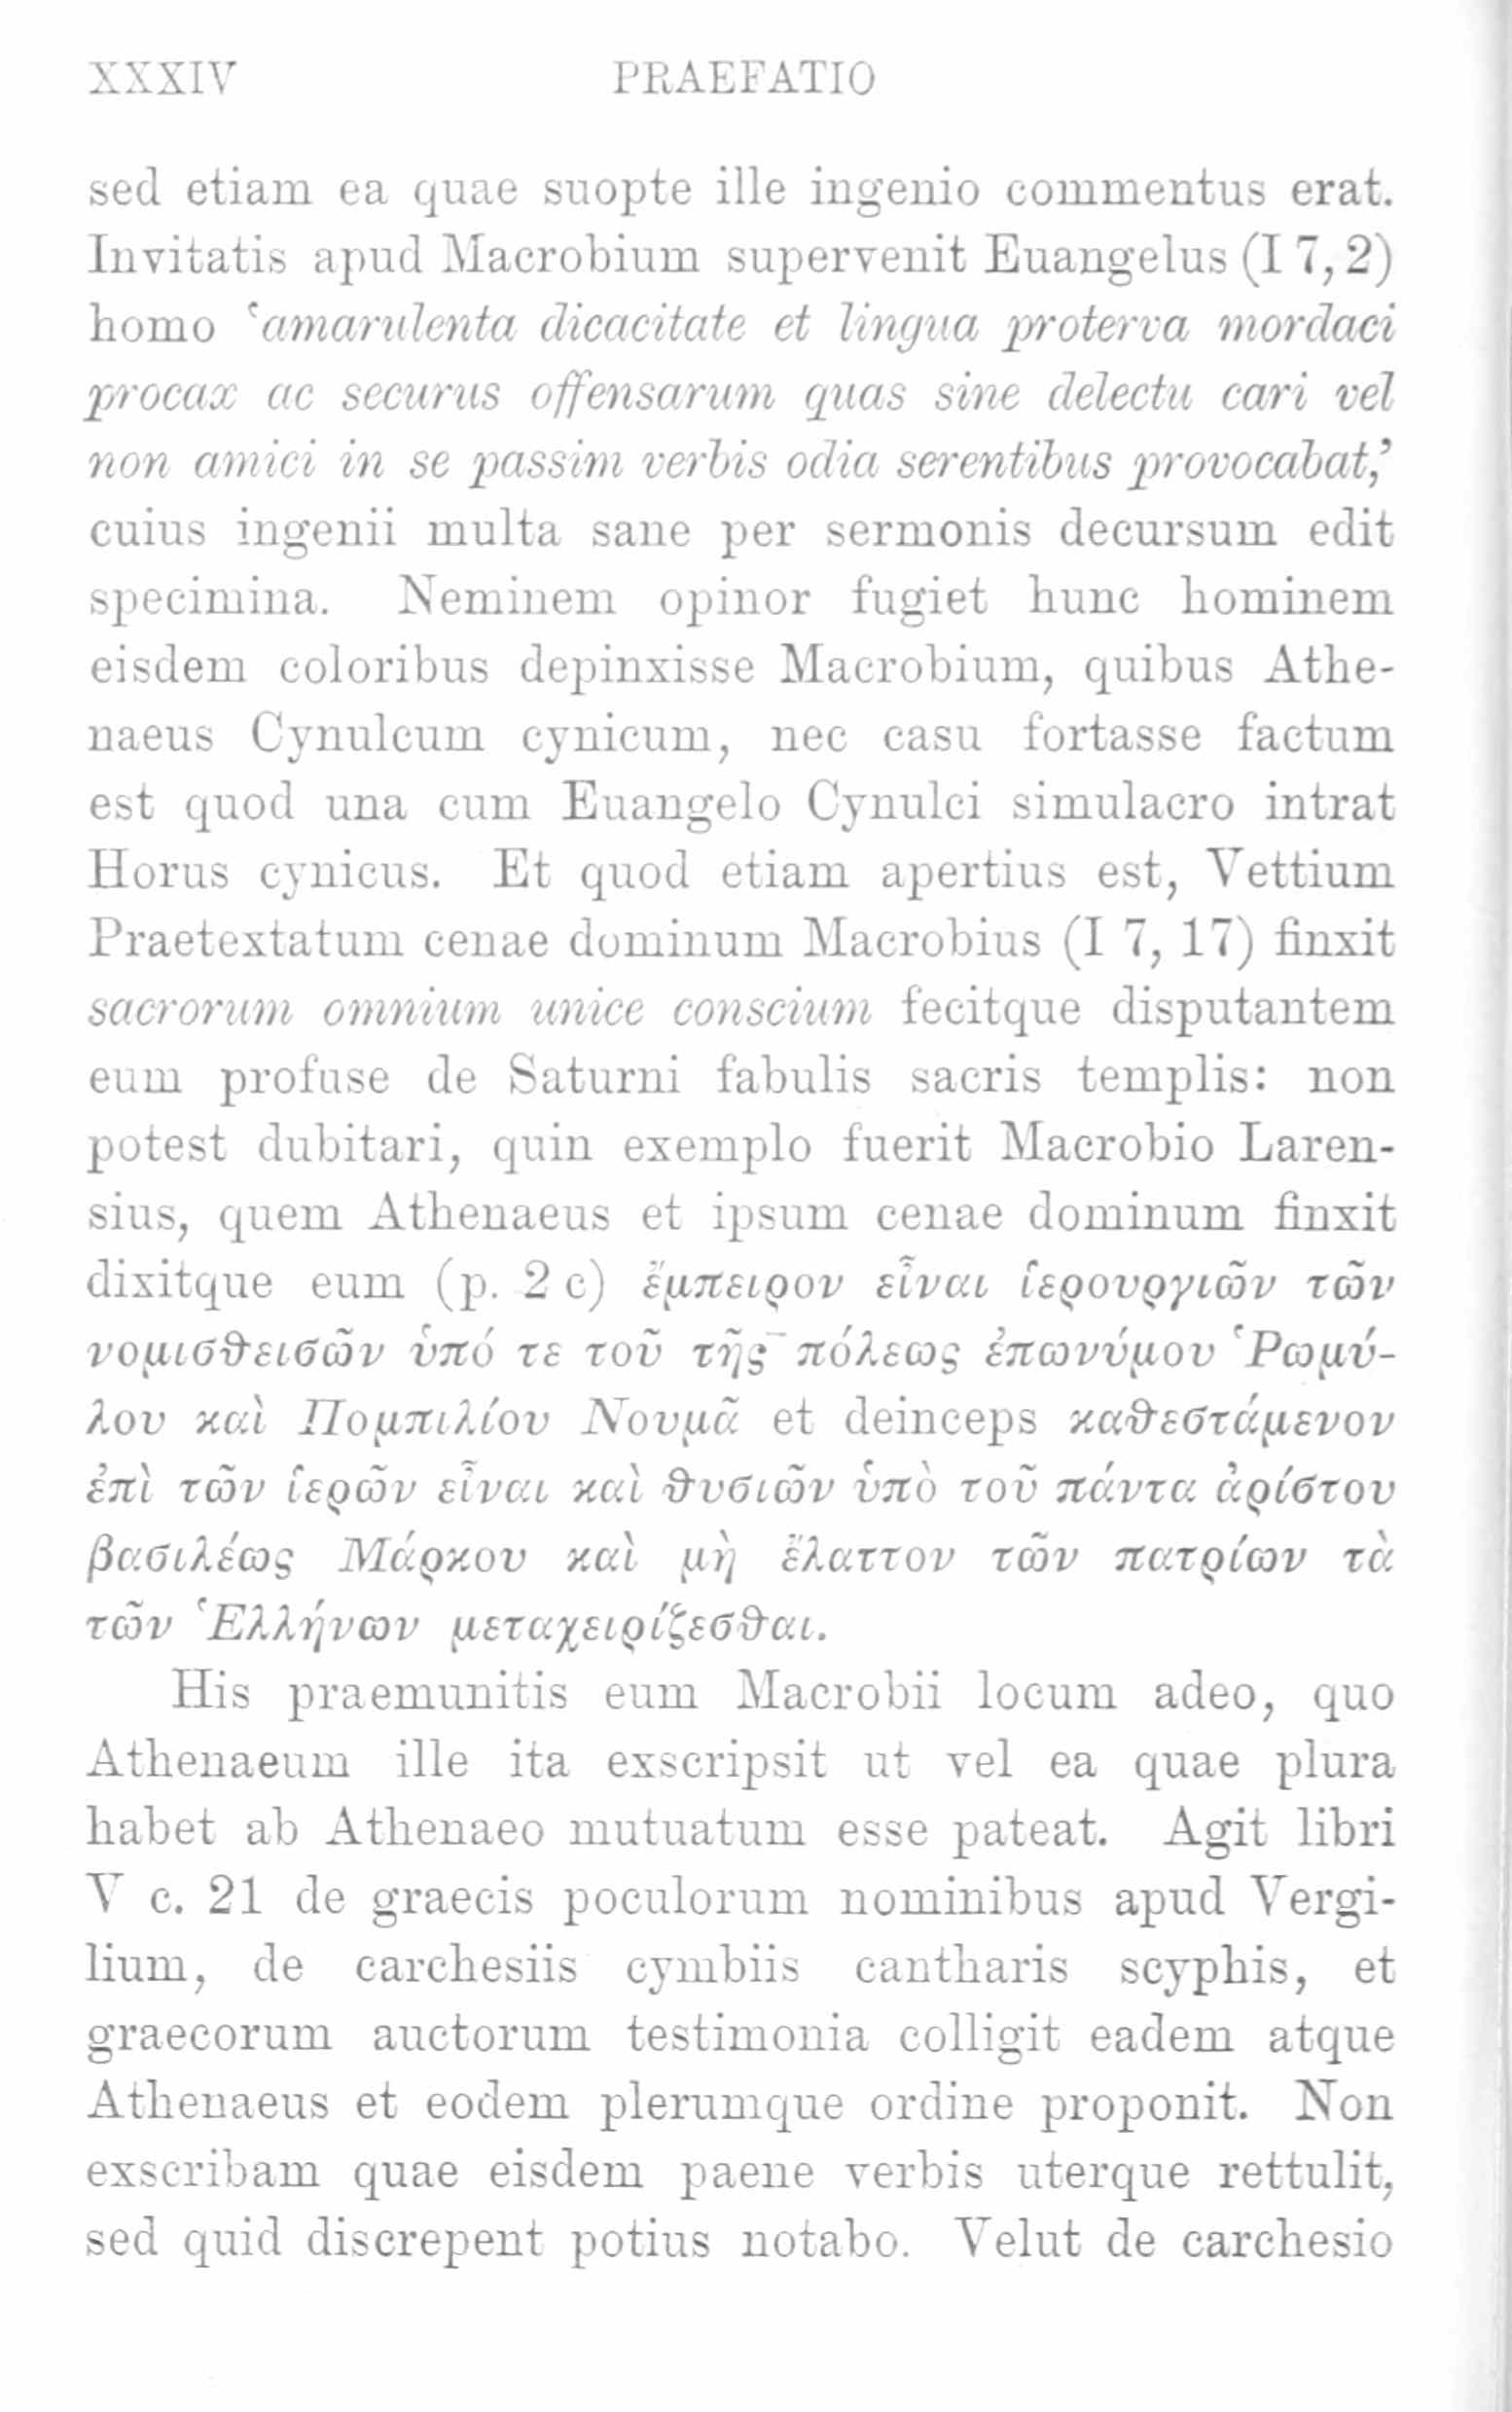 XXXIV PRAEFATIO
sed etiam ea quae suopte ille ingenio commentus erat.
Invitatis apud Macrobium supervenit Euangelus (I 7, 2)
homo ‘amarulenta dicacitate et lingua proterva mordaci
procax ac securus offensarum quas sine delectu cari vel
non amici in se passim verbis odia serentibus provocabat,’
cuius ingenii multa sane per sermonis decursum edit
specimina. Neminem opinor fugiet hunc hominem
eisdem coloribus depinxisse Macrobium, quibus Athe-
naeus Cynulcum cynicum, nec casu fortasse factum
est quod una cum Euangelo Cynulci simulacro intrat
Horus cynicus. Et quod etiam apertius est, Vettium
Praetextatum cenae dominum Macrobius (I 7, 17) finxit
sacrorum omnium unice conscium fecitque disputantem
eum profuse de Saturni fabulis sacris templis: non
potest dubitari, quin exemplo fuerit Macrobio Laren-
sius, quem Athenaeus et ipsum cenae dominum finxit
dixitque eum (p. 2 c) ἔμπειρον εἶναι ἱερουργιῶν τῶν
νομισθεισῶν ὑπό τε τοῦ τῆς πόλεως ἐπωνύμου Ῥωμύ-
λου καὶ Πομπιλίου Νουμᾶ et deinceps καθεστάμενον
ἐπὶ τῶν ἱερῶν εἶναι καὶ θυσιῶν ὑπὸ τοῦ πάντα ἀρίστου
βασιλέως Μάρκου καὶ μὴ ἔλαττον τῶν πατρίων τὰ
τῶν Ἑλλήνων μεταχειρίζεσθαι.
His praemunitis eum Macrobii locum adeo, quo
Athenaeum ille ita exscripsit ut vel ea quae plura
habet ab Athenaeo mutuatum esse pateat. Agit libri
V c. 21 de graecis poculorum nominibus apud Vergi-
lium, de carchesiis cymbiis cantharis scyphis, et
graecorum auctorum testimonia colligit eadem atque
Athenaeus et eodem plerumque ordine proponit. Non
exscribam quae eisdem paene verbis uterque rettulit,
sed quid discrepent potius notabo. Velut de carchesio